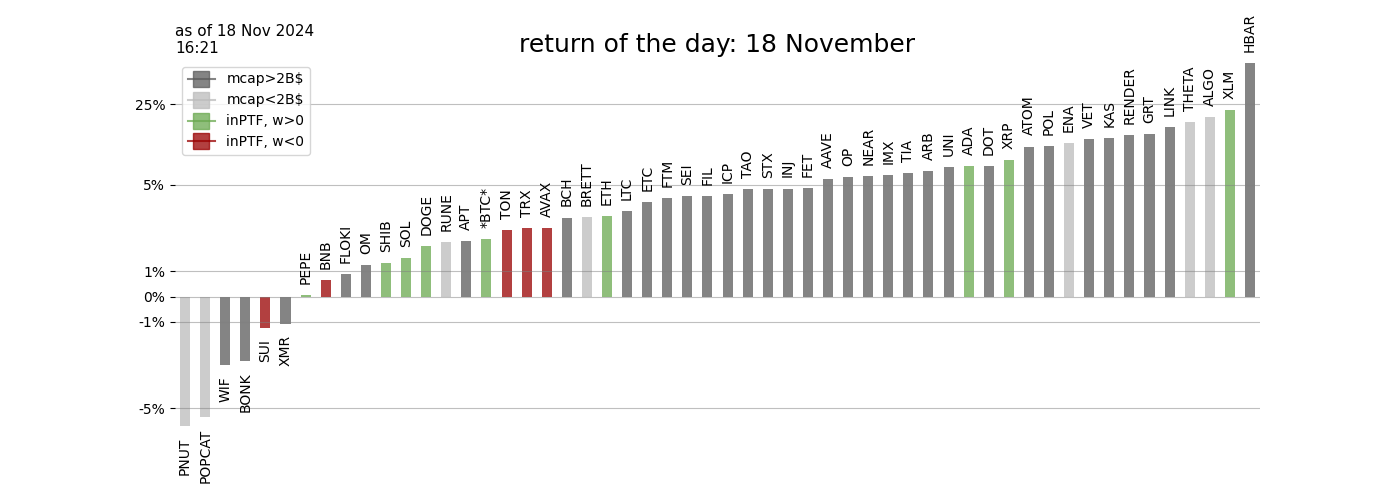 as of 18 Nov 2024
16:21
return of the day: 18 November
mcap>2B$
mcap<2B$
inPTF, w>0
inPTF, w<0
25%
5%
1%
0%
-1%
-5%
PNUT
POPCAT
WIF
BONK
SUI
XMR
PEPE
BNB
FLOKI
OM
SHIB
SOL
DOGE
RUNE
APT
*BTC*
TON
TRX
AVAX
BCH
BRETT
ETH
LTC
ETC
FTM
SEI
FIL
ICP
TAO
STX
INJ
FET
AAVE
OP
NEAR
IMX
TIA
ARB
UNI
ADA
DOT
XRP
ATOM
POL
ENA
VET
KAS
RENDER
GRT
LINK
THETA
ALGO
XLM
HBAR